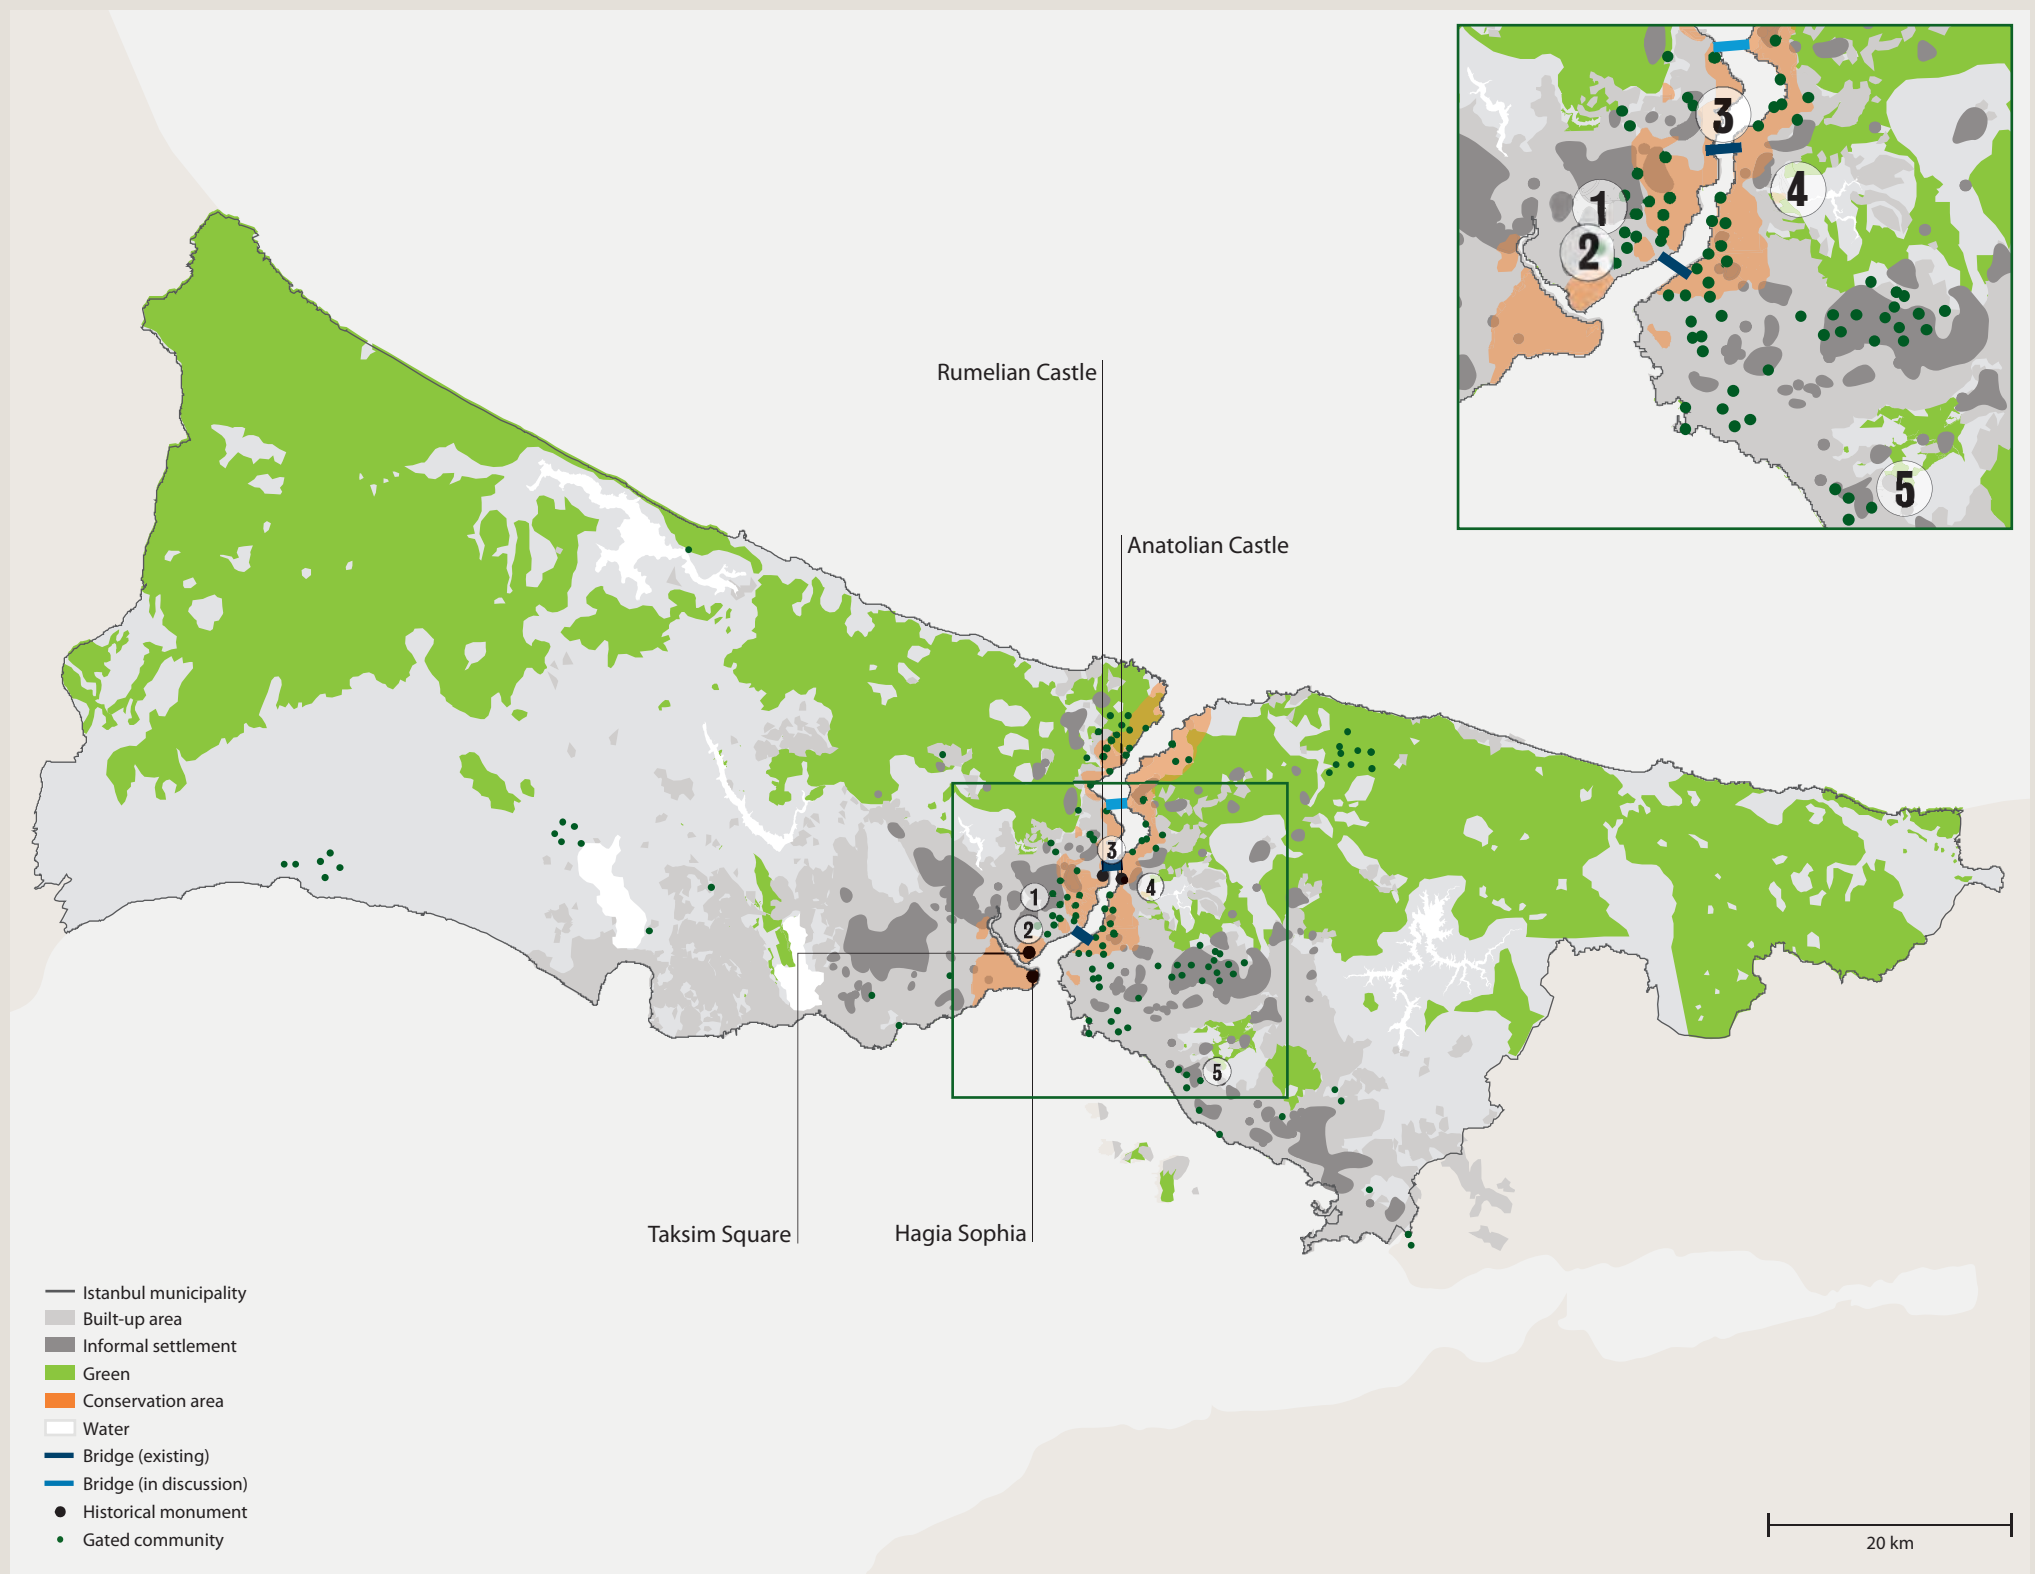 3
1
4
2
5
Rumelian Castle
Anatolian Castle
3
1
4
2
5
Taksim Square
Hagia Sophia
Istanbul municipality
Built-up area
Informal settlement
Green
Conservation area
Water
Bridge (existing)
Bridge (in discussion)
Historical monument
Gated community
20 km